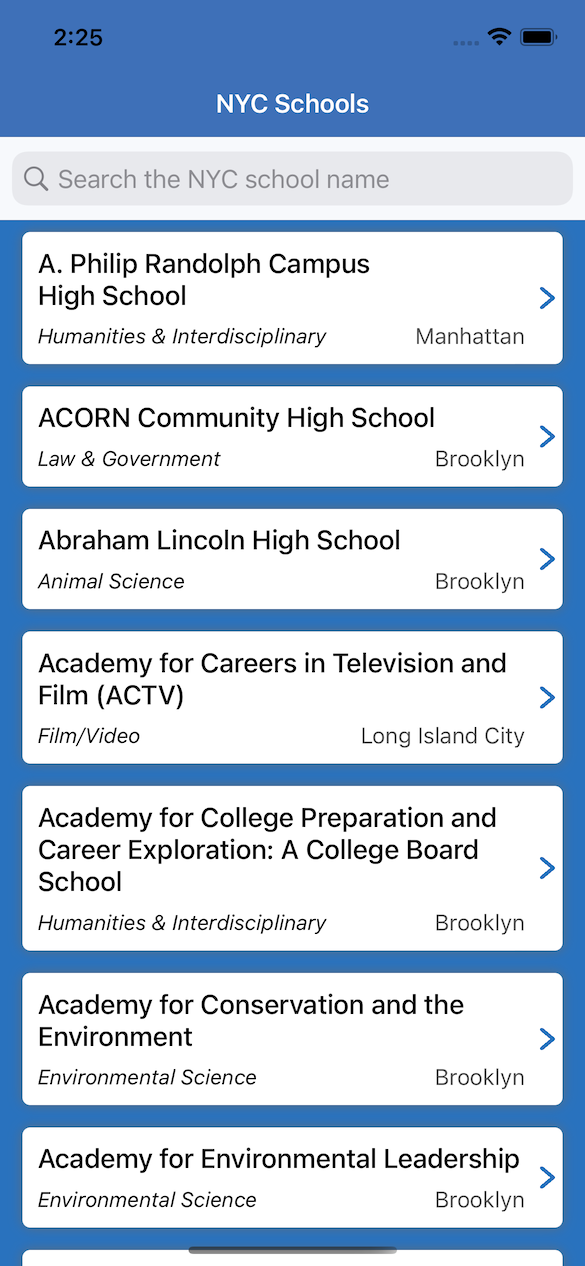 2:25
NYC Schools
Search the NYC school name
A. Philip Randolph Campus
High School
Humanities & Interdisciplinary Manhattan
ACORN Community High School
Law & Government Brooklyn
Abraham Lincoln High School
Animal Science Brooklyn
Academy for Careers in Television and
Film (ACTV)
Film/Video Long Island City
Academy for College Preparation and
Career Exploration: A College Board
School
Humanities & Interdisciplinary Brooklyn
Academy for Conservation and the
Environment
Environmental Science Brooklyn
Academy for Environmental Leadership
Environmental Science Brooklyn